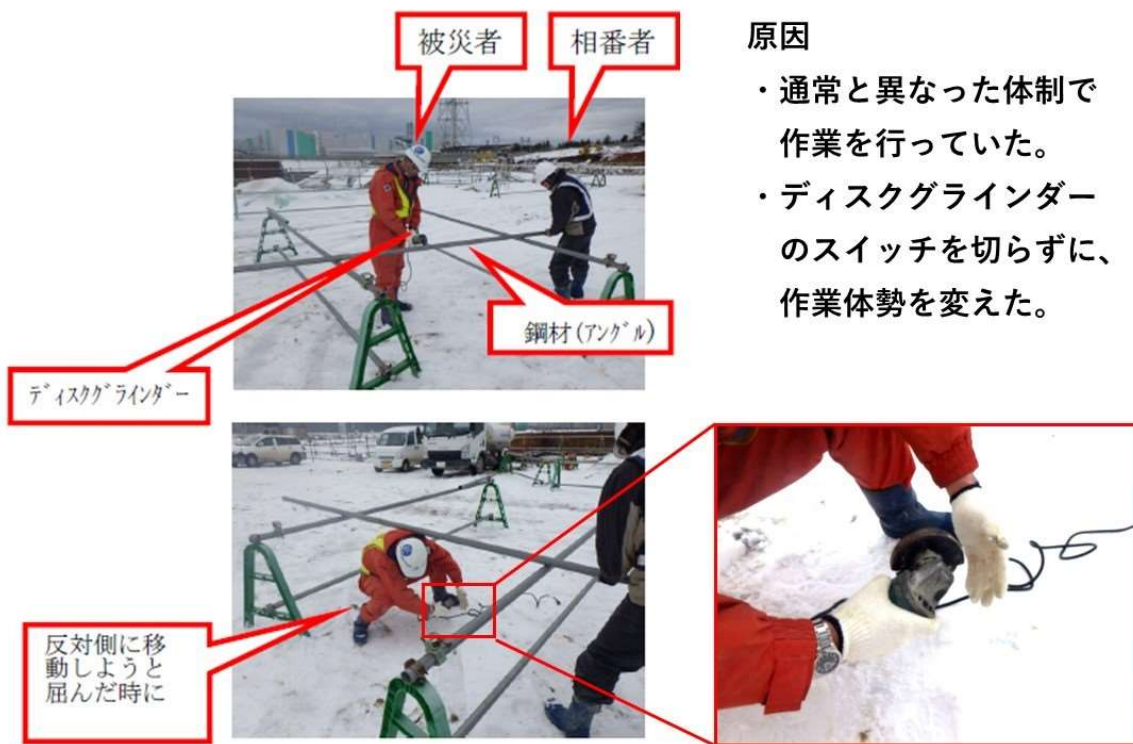 被災者
相番者
原因
・通常と異なった体制で
作業を行っていた。
・ディスクグラインダー
のスイッチを切らずに、
作業体勢を変えた。
鋼材(ｱﾝｸﾞﾙ)
ﾃﾞｨｽｸｸﾞﾗｲﾝﾀﾞｰ
反対側に移
動しようと
屈んだ時に